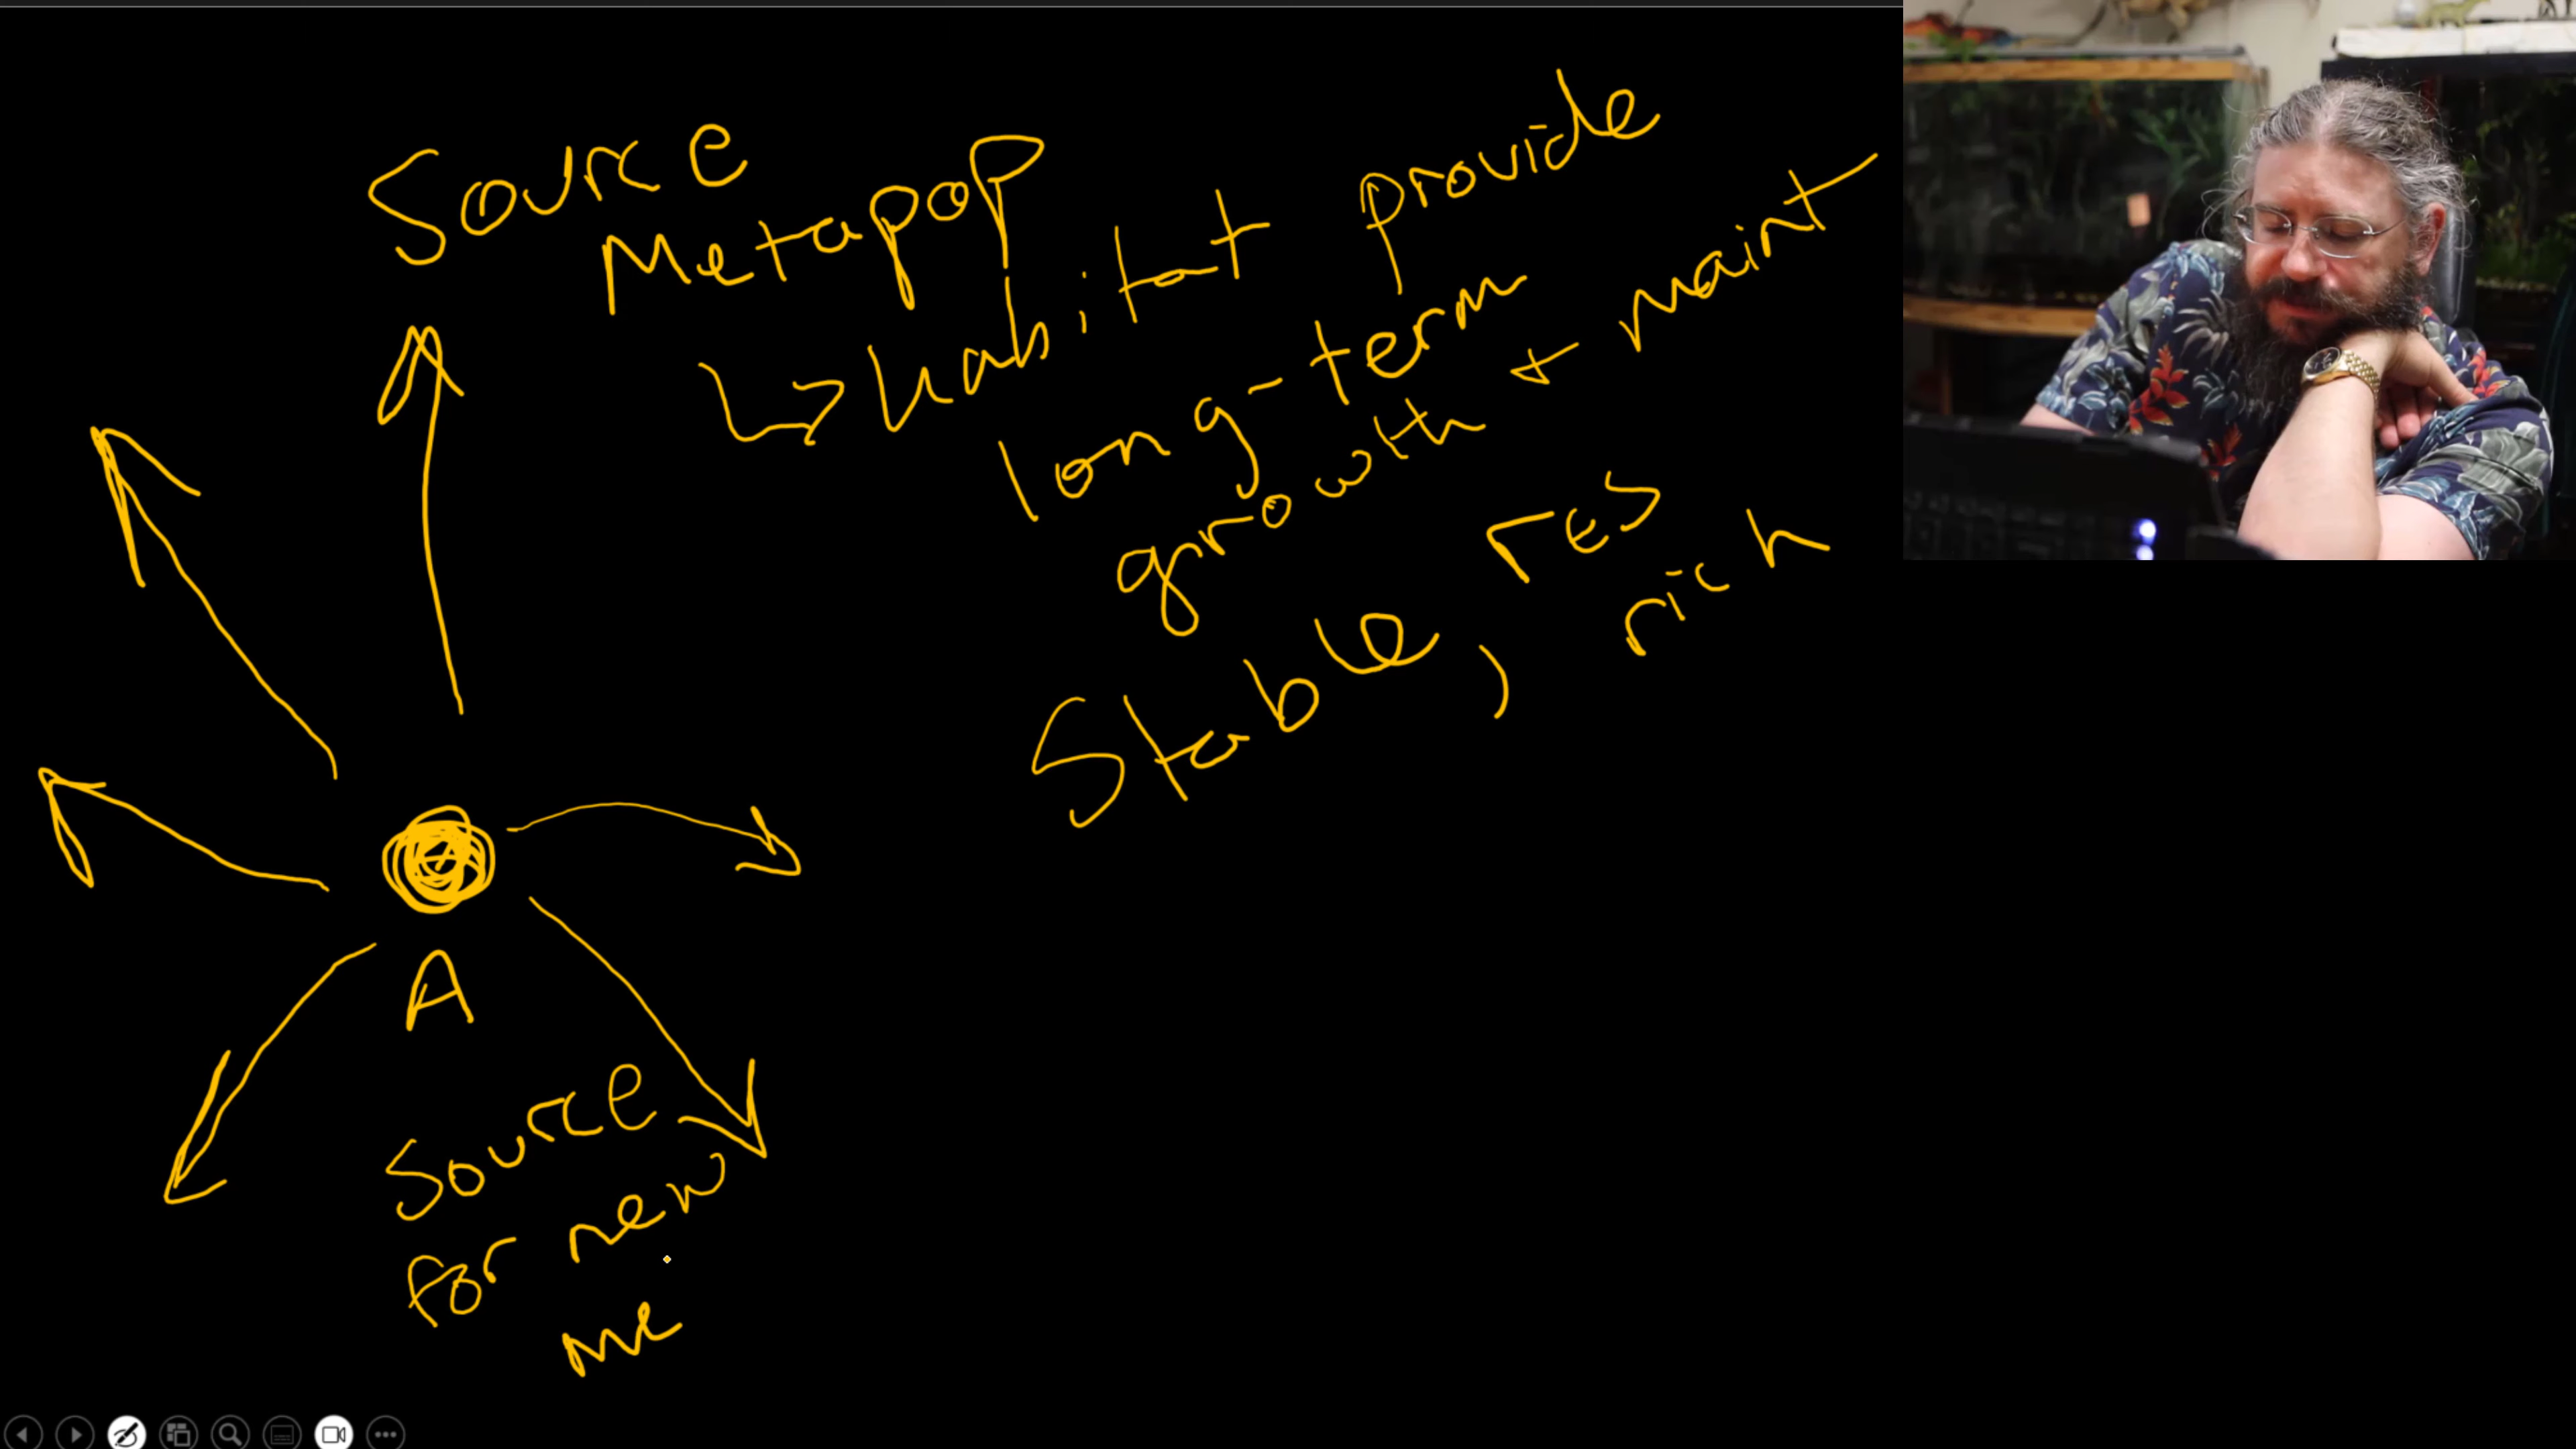 Source
Metapop
habitat provide
long-term
growth + maint
Stable, res
rich
A
Source
for new
me